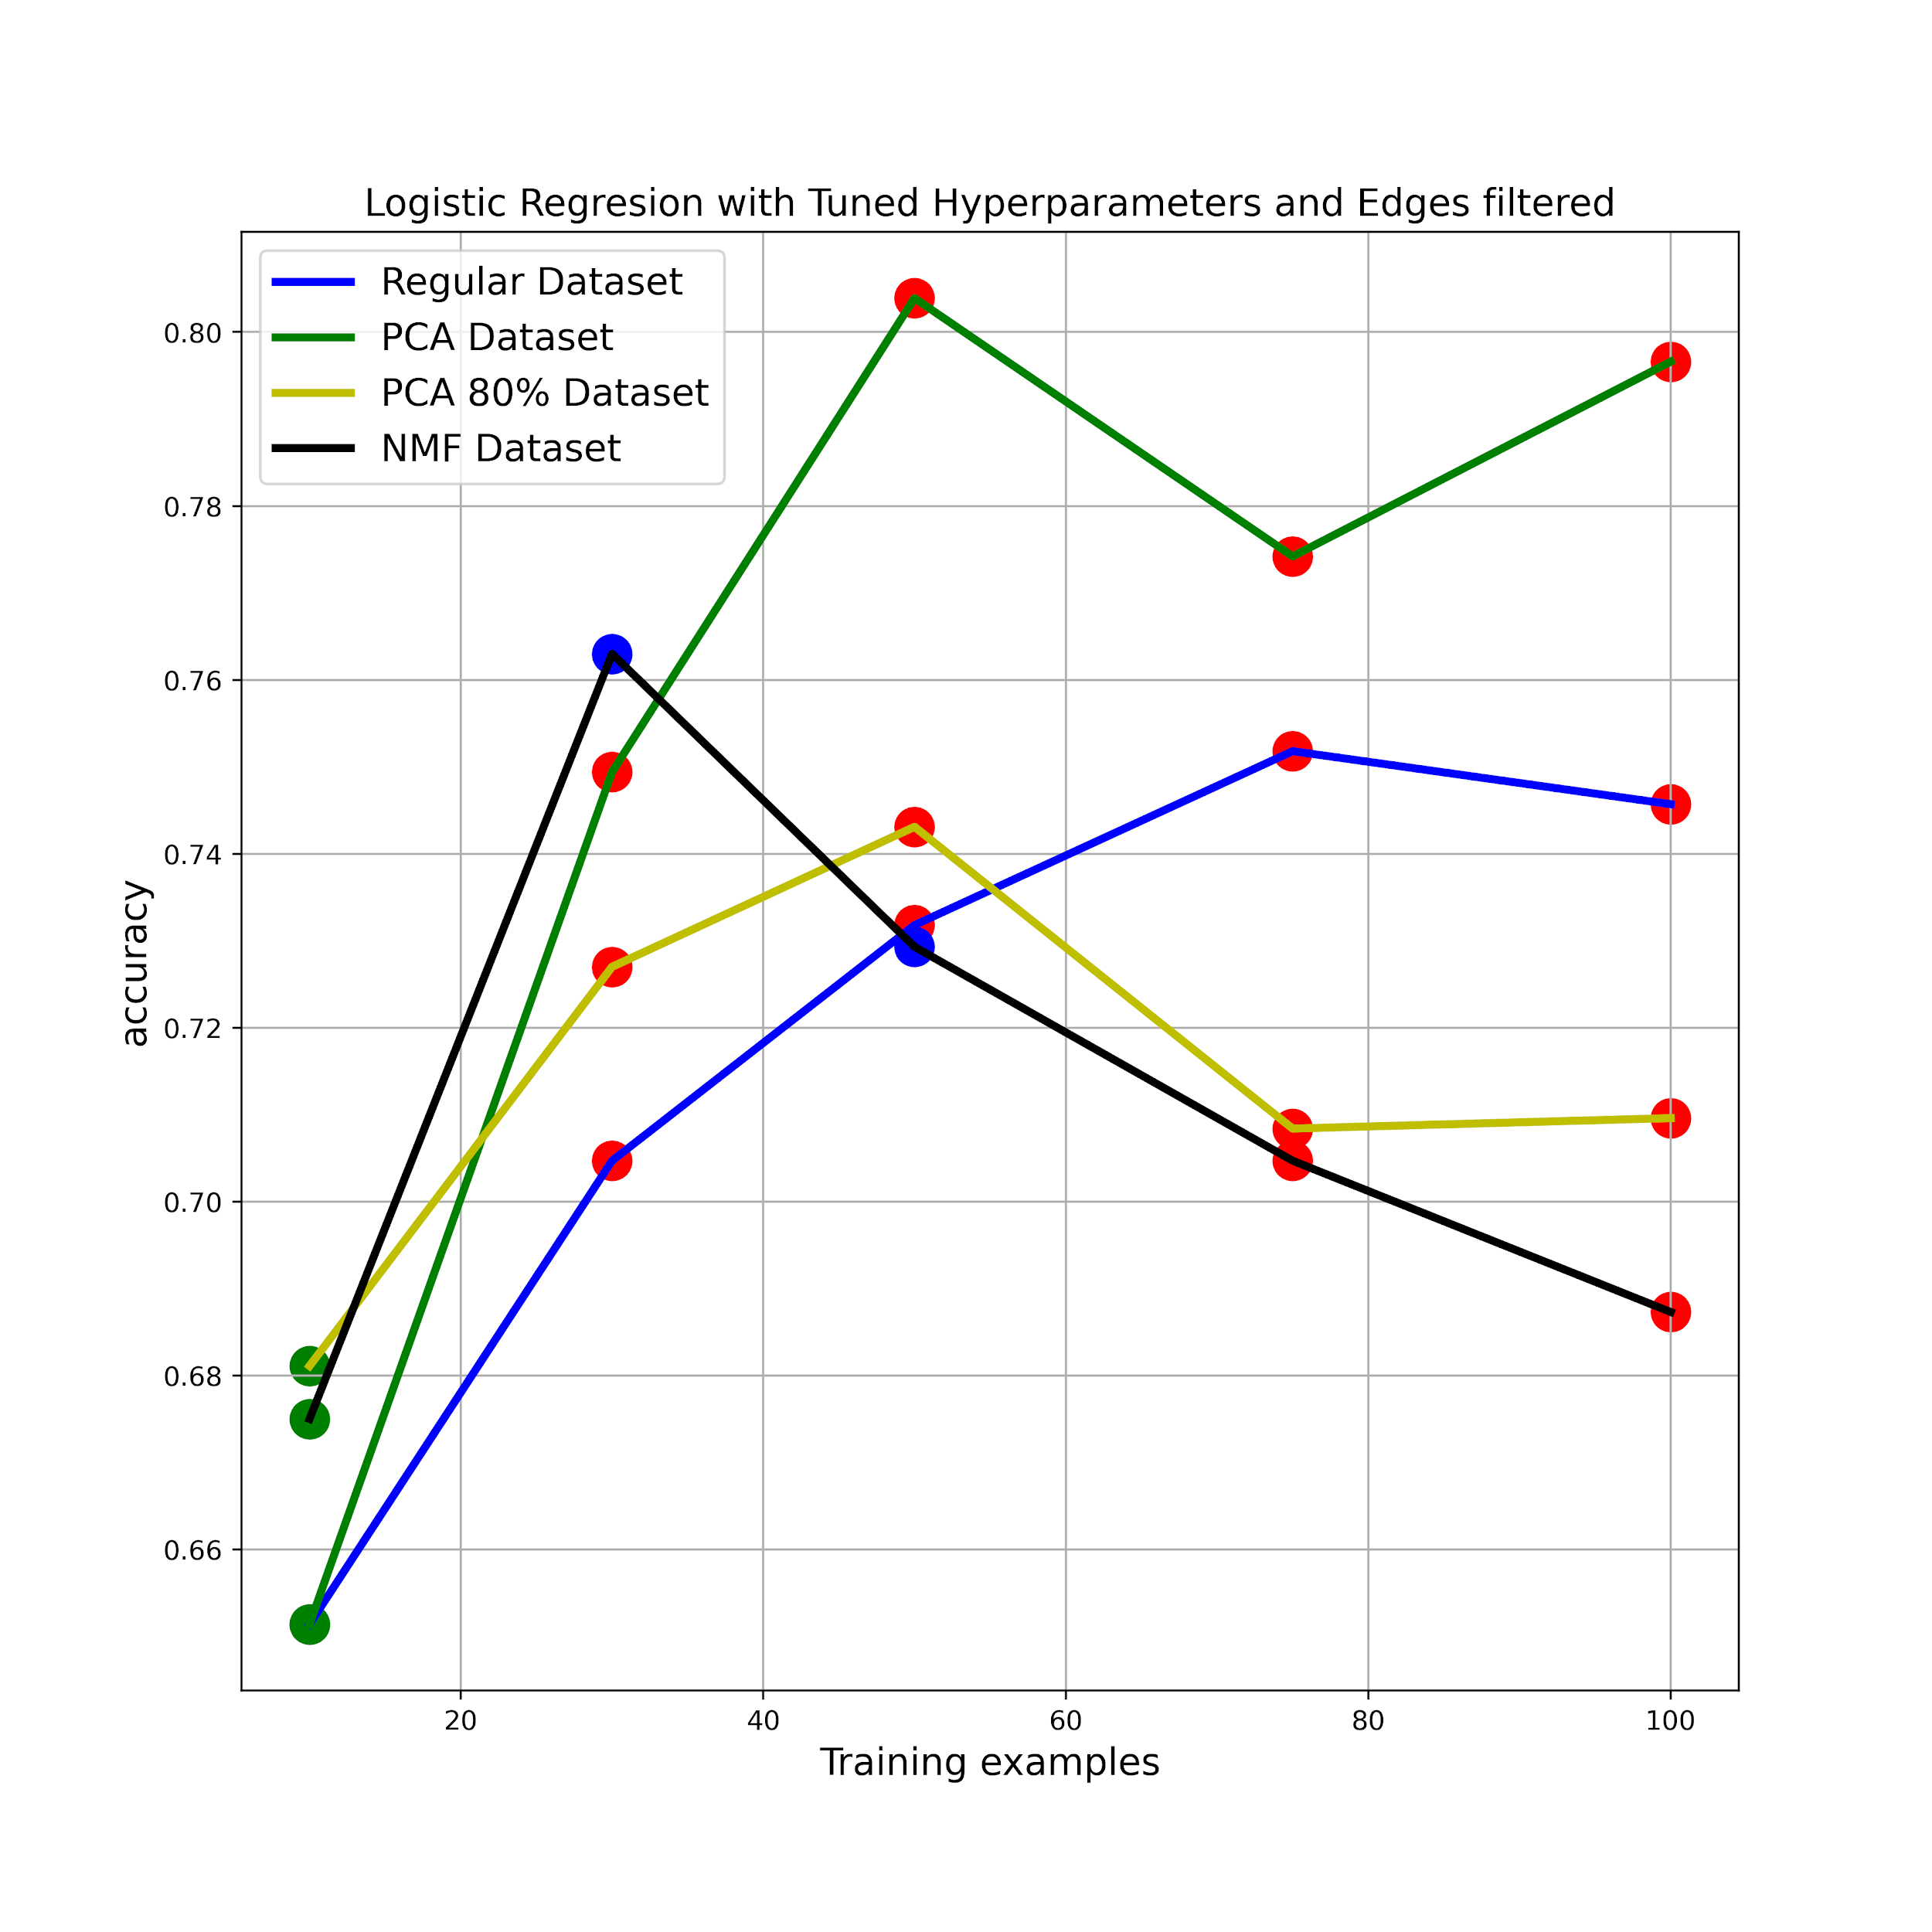 Logistic Regresion with Tuned Hyperparameters and Edges filtered
Regular Dataset
PCA Dataset
PCA 80% Dataset
NMF Dataset
accuracy
0.80
0.78
0.76
0.74
0.72
0.70
0.68
0.66
20 40 60 80 100
Training examples